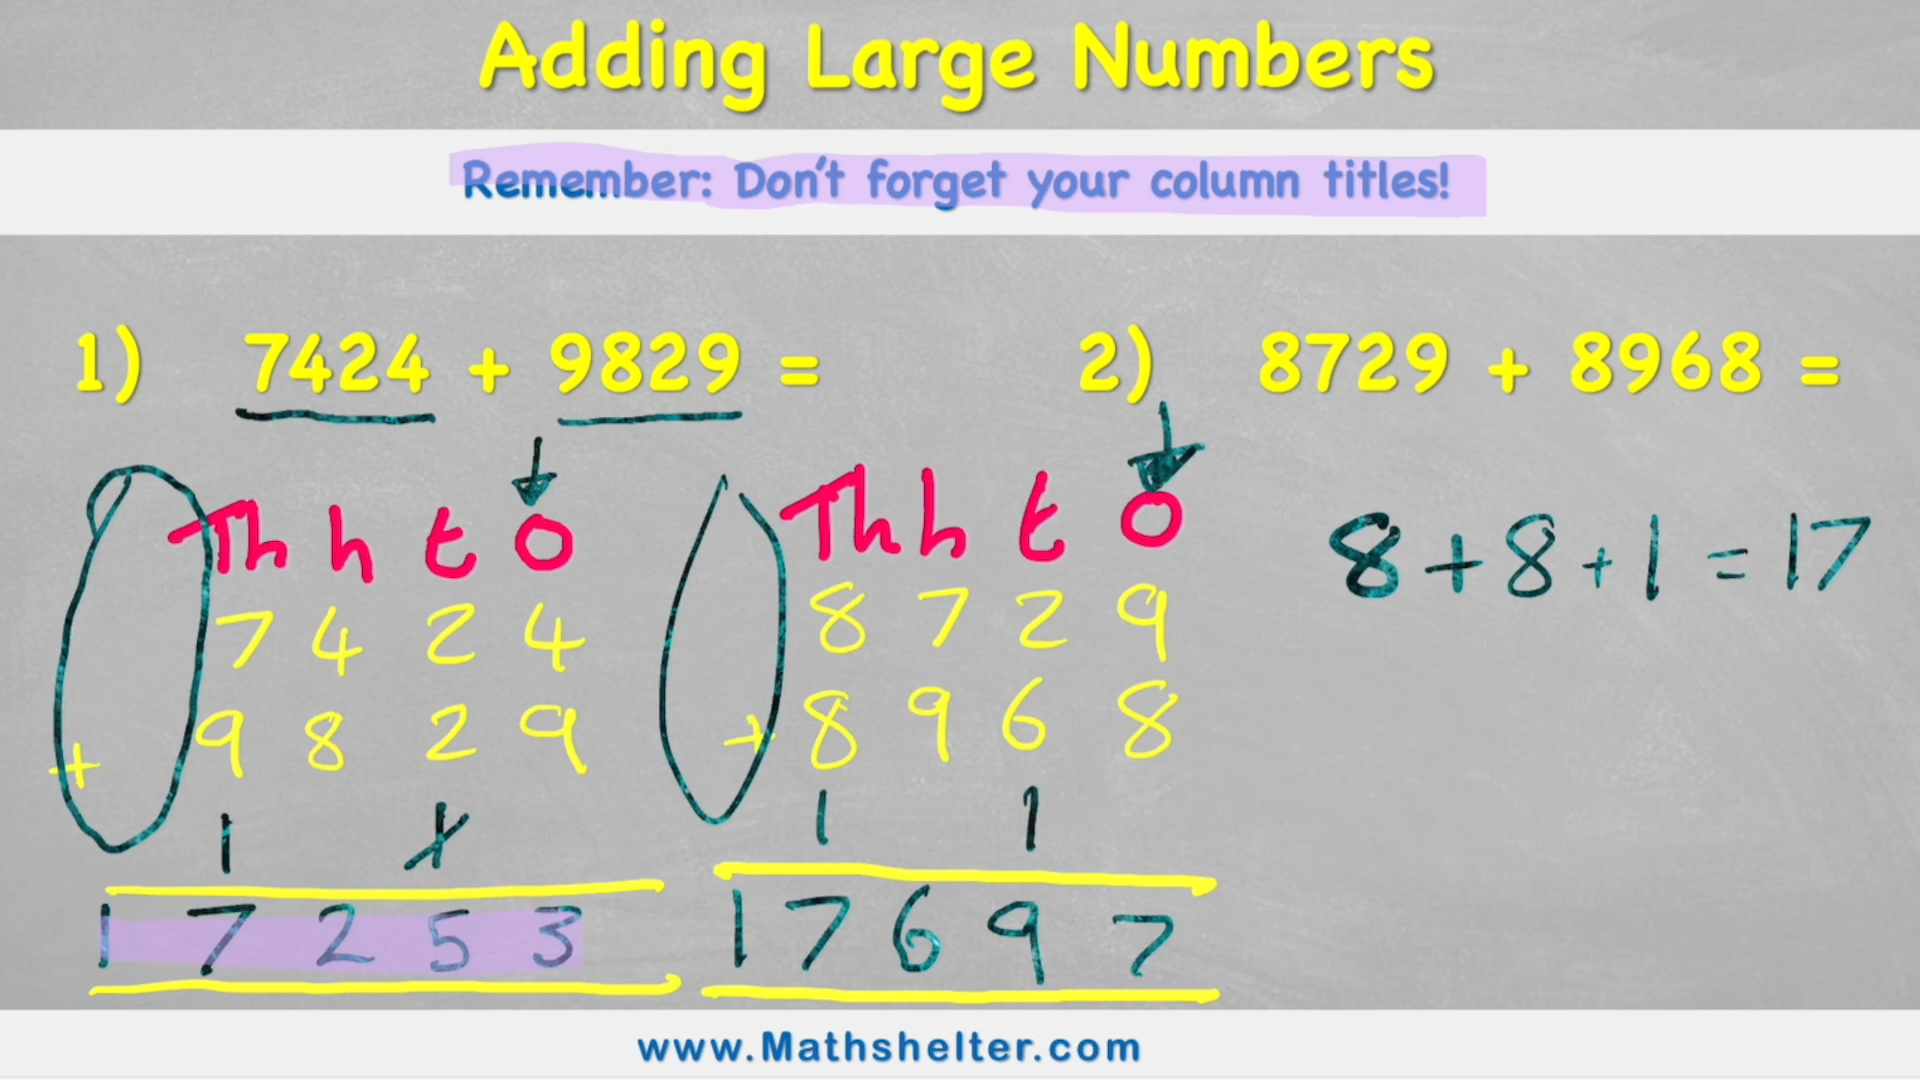 Adding Large Numbers
Remember: Don't forget your column titles!
1) 7424 + 9829 =
Th h t O
7 4 2 4
+ 9 8 2 9
1 1
1 7 2 5 3
2) 8729 + 8968 =
Th h t O
8 7 2 9
+ 8 9 6 8
1 1
1 7 6 9 7
8 + 8 + 1 = 17
www.Mathshelter.com